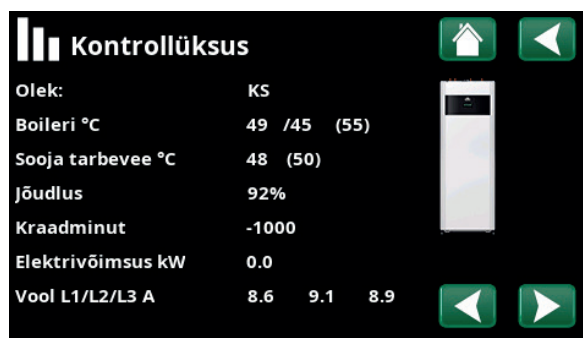 Kontrollüksus
Olek: KS
Boileri °C 49 /45 (55)
Sooja tarbevee °C 48 (50)
Jõudlus 92%
Kraadminut -1000
Elektrivõimsus kW 0.0
Vool L1/L2/L3 A 8.6 9.1 8.9